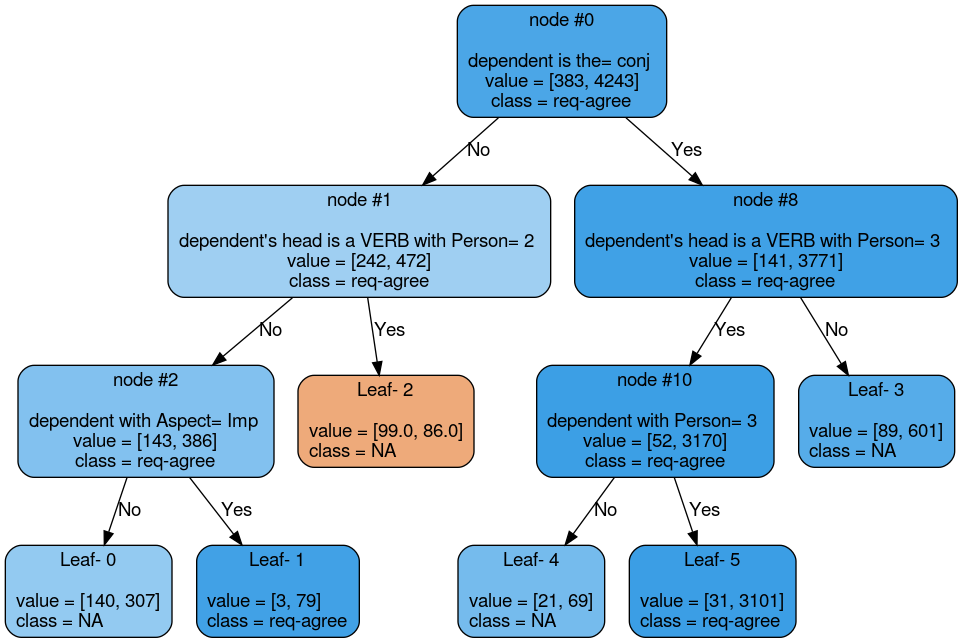 node #0
dependent is the= conj
value = [383, 4243]
class = req-agree
No
Yes
node #1
dependent's head is a VERB with Person= 2
value = [242, 472]
class = req-agree
node #8
dependent's head is a VERB with Person= 3
value = [141, 3771]
class = req-agree
No
Yes
Yes
No
node #2
dependent with Aspect= Imp
value = [143, 386]
class = req-agree
Leaf- 2
value = [99.0, 86.0]
class = NA
node #10
dependent with Person= 3
value = [52, 3170]
class = req-agree
Leaf- 3
value = [89, 601]
class = NA
No
Yes
No
Yes
Leaf- 0
value = [140, 307]
class = NA
Leaf- 1
value = [3, 79]
class = req-agree
Leaf- 4
value = [21, 69]
class = NA
Leaf- 5
value = [31, 3101]
class = req-agree